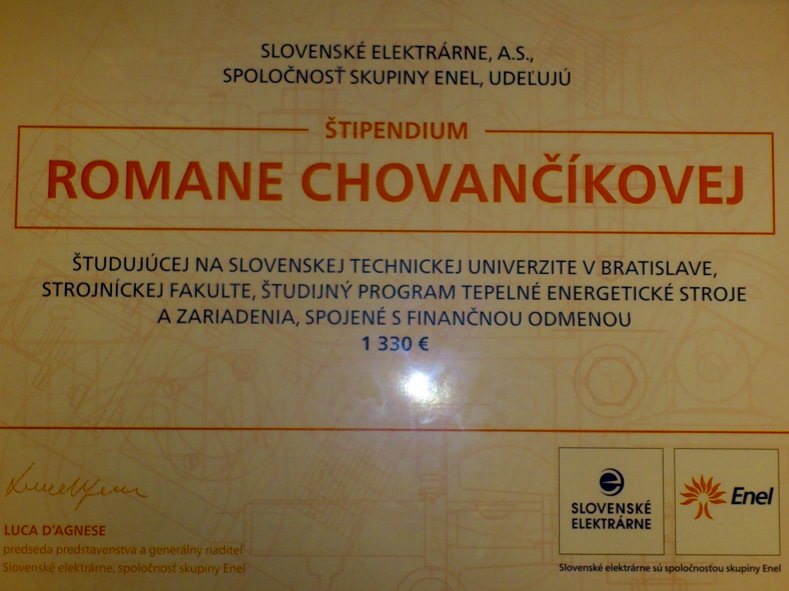 SLOVENSKÉ ELEKTRÁRNE, A.S.,
SPOLOČNOSŤ SKUPINY ENEL, UDEĽUJÚ
ŠTIPENDIUM
ROMANE CHOVANČÍKOVEJ
ŠTUDUJÚCEJ NA SLOVENSKEJ TECHNICKEJ UNIVERZITE V BRATISLAVE,
STROJNÍCKEJ FAKULTE, ŠTUDIJNÝ PROGRAM TEPELNÉ ENERGETICKÉ STROJE
A ZARIADENIA, SPOJENÉ S FINANČNOU ODMENOU
1 330 €
LUCA D'AGNESE
predseda predstavenstva a generálny riaditeľ
Slovenské elektrárne, spoločnosť skupiny Enel
SLOVENSKÉ
ELEKTRÁRNE
Enel
Slovenské elektrárne sú spoločnosťou skupiny Enel